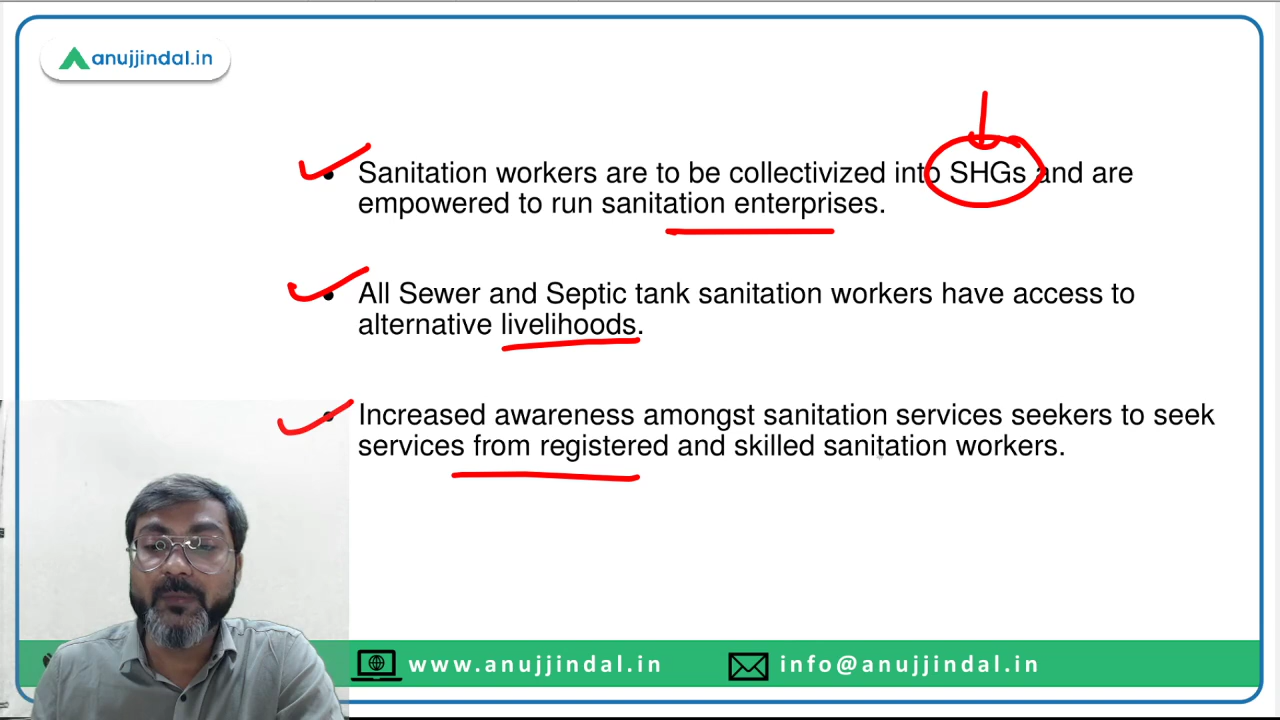 anujjindal.in
• Sanitation workers are to be collectivized into SHGs and are
empowered to run sanitation enterprises.
• All Sewer and Septic tank sanitation workers have access to
alternative livelihoods.
• Increased awareness amongst sanitation services seekers to seek
services from registered and skilled sanitation workers.
www.anujjindal.in
info@anujjindal.in